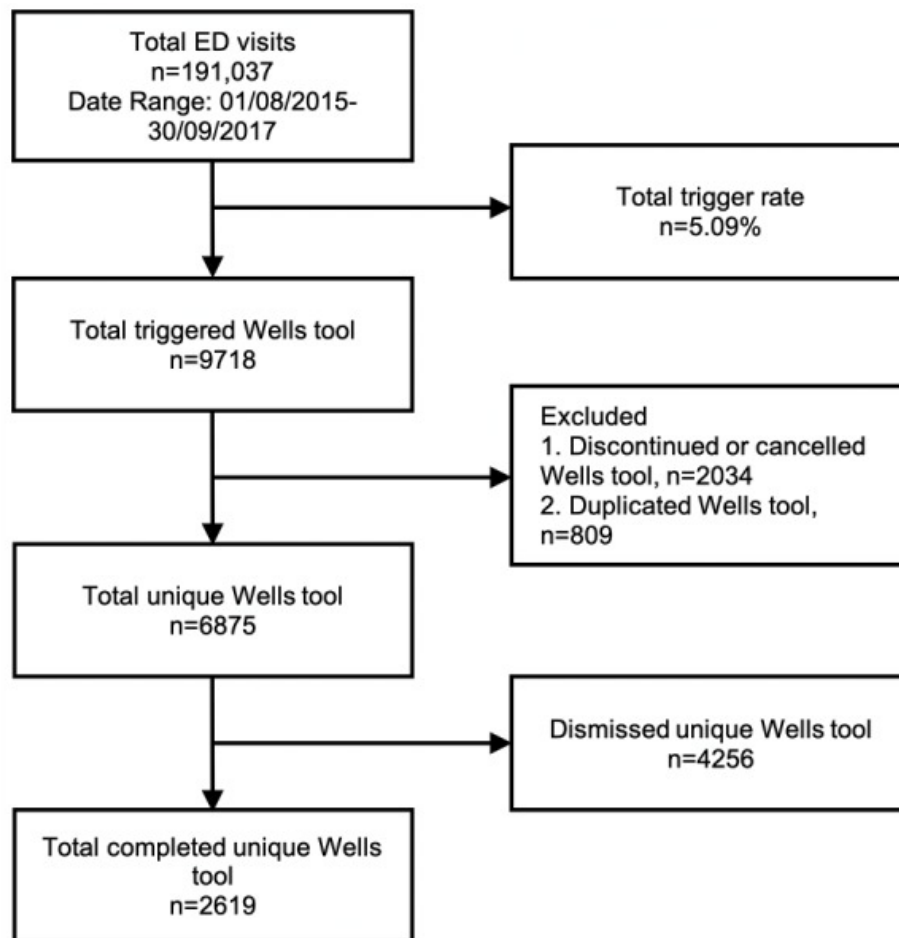 Total ED visits
n=191,037
Date Range: 01/08/2015-
30/09/2017
Total trigger rate
n=5.09%
Total triggered Wells tool
n=9718
Excluded
1. Discontinued or cancelled
Wells tool, n=2034
2. Duplicated Wells tool,
n=809
Total unique Wells tool
n=6875
Dismissed unique Wells tool
n=4256
Total completed unique Wells
tool
n=2619